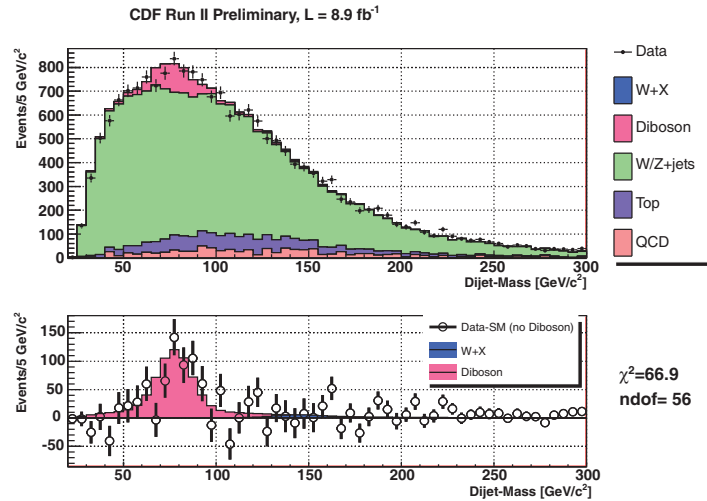 CDF Run II Preliminary, L = 8.9 fb⁻¹
Events/5 GeV/c²
800
700
600
500
400
300
200
100
0
50
100
150
200
250
300
Dijet-Mass [GeV/c²]
Data
W+X
Diboson
W/Z+jets
Top
QCD
Events/5 GeV/c²
150
100
50
0
-50
Data-SM (no Diboson)
W+X
Diboson
50
100
150
200
250
300
Dijet-Mass [GeV/c²]
χ²=66.9
ndof= 56